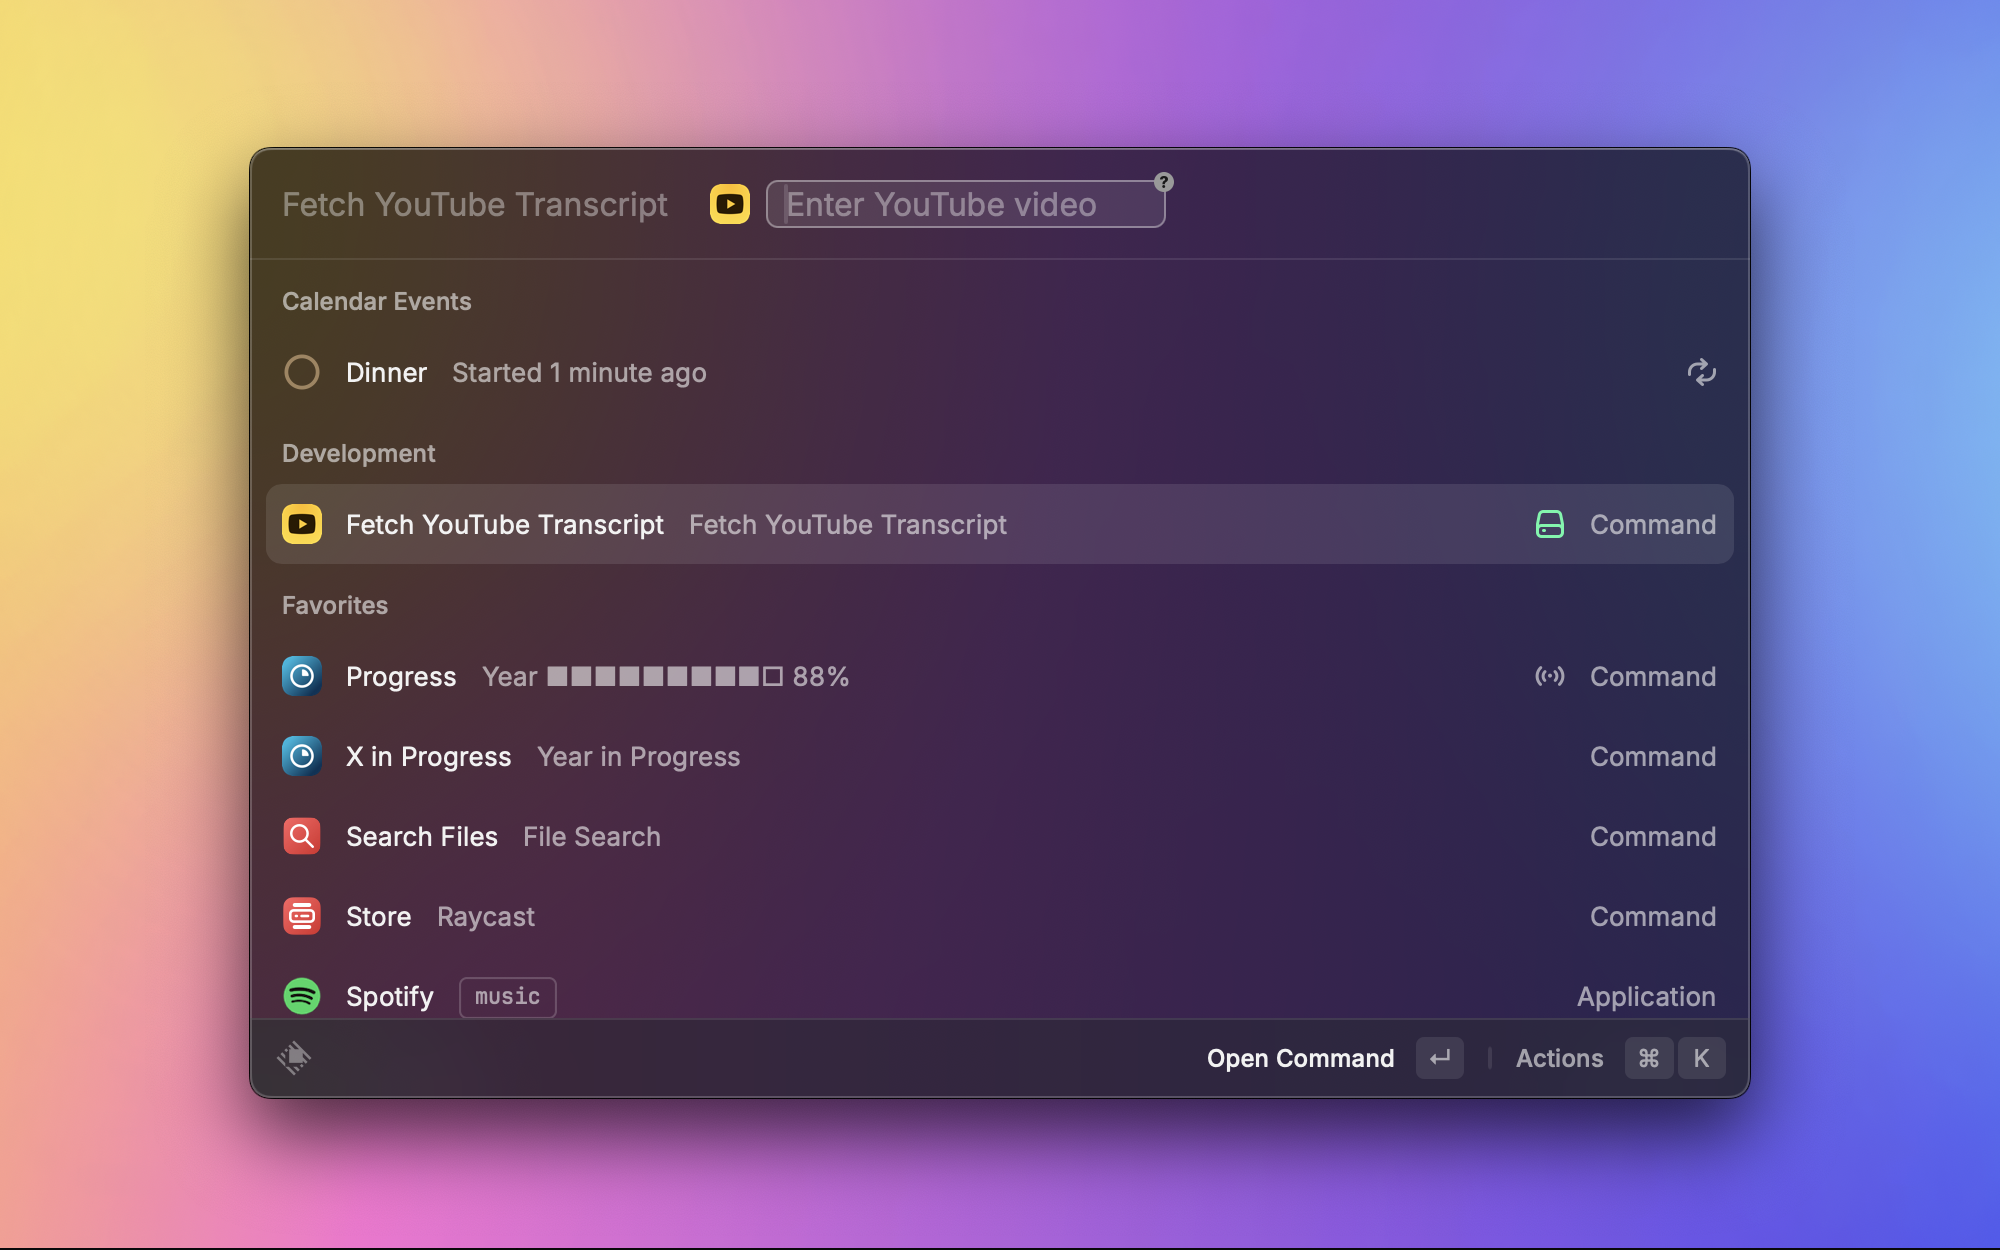 Fetch YouTube Transcript Enter YouTube video ?
Calendar Events
Dinner Started 1 minute ago
Development
Fetch YouTube Transcript Fetch YouTube Transcript Command
Favorites
Progress Year ■■■■■■■■■□ 88% Command
X in Progress Year in Progress Command
Search Files File Search Command
Store Raycast Command
Spotify music Application
Open Command ↵ Actions ⌘ K